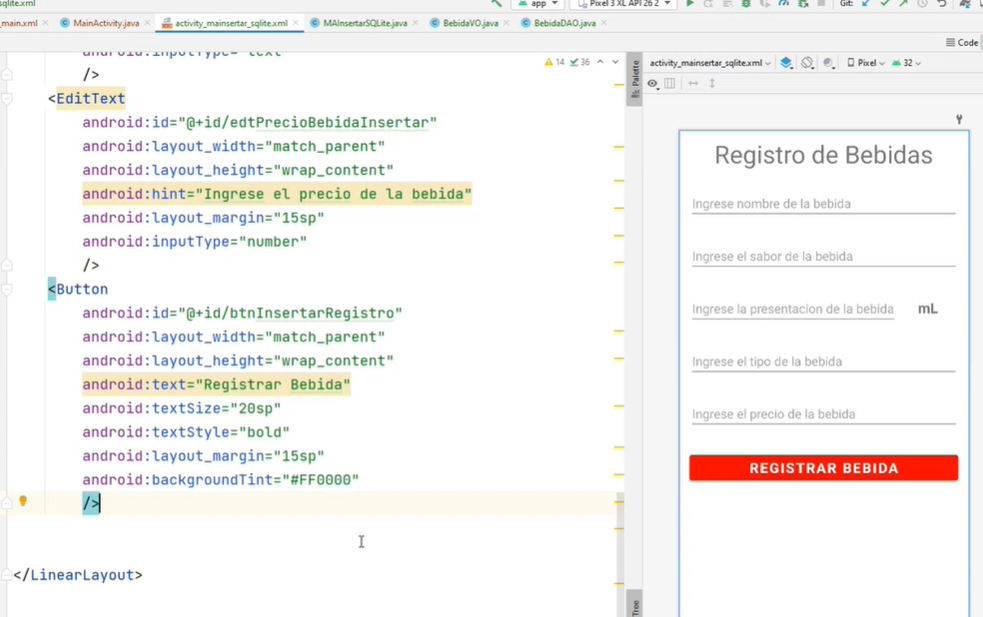 sqlite.xml
app
Pixel 3 XL API 26 2
Git:
_main.xml
MainActivity.java
activity_mainsertar_sqlite.xml
MAInsertarSQLite.java
BebidaVO.java
BebidaDAO.java
Code
android:inputType="text"
14
36
Palette
activity_mainsertar_sqlite.xml
Pixel
32
/>
<EditText
android:id="@+id/edtPrecioBebidaInsertar"
android:layout_width="match_parent"
android:layout_height="wrap_content"
android:hint="Ingrese el precio de la bebida"
android:layout_margin="15sp"
android:inputType="number"
/>
<Button
android:id="@+id/btnInsertarRegistro"
android:layout_width="match_parent"
android:layout_height="wrap_content"
android:text="Registrar Bebida"
android:textSize="20sp"
android:textStyle="bold"
android:layout_margin="15sp"
android:backgroundTint="#FF0000"
/>
</LinearLayout>
Registro de Bebidas
Ingrese nombre de la bebida
Ingrese el sabor de la bebida
Ingrese la presentacion de la bebida mL
Ingrese el tipo de la bebida
Ingrese el precio de la bebida
REGISTRAR BEBIDA
Tree